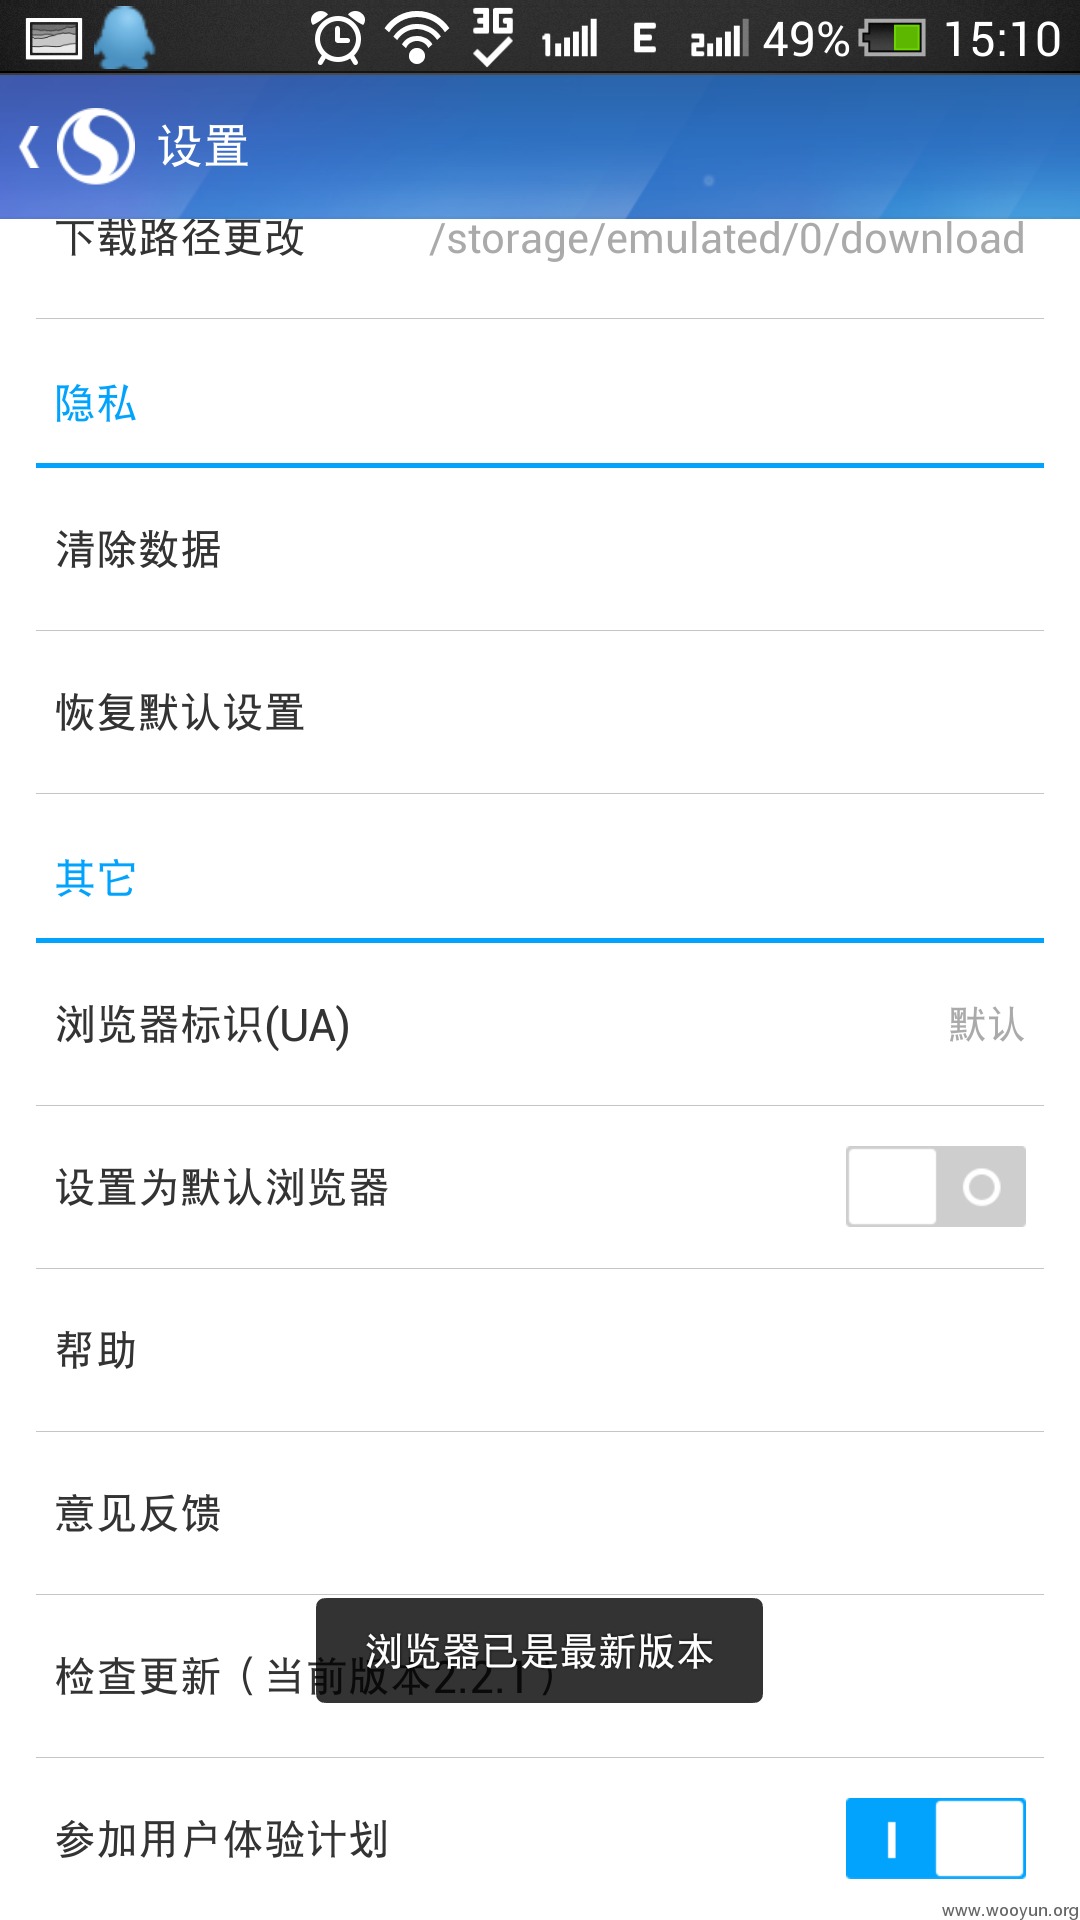 3G 1 E 2 49% 15:10
设置
下载路径更改 /storage/emulated/0/download
隐私
清除数据
恢复默认设置
其它
浏览器标识(UA) 默认
设置为默认浏览器
帮助
意见反馈
浏览器已是最新版本
检查更新（当前版本2.2.1）
参加用户体验计划
www.wooyun.org